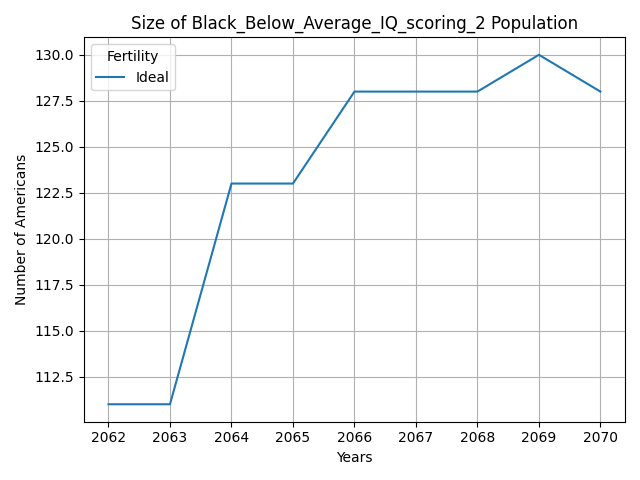 Size of Black_Below_Average_IQ_scoring_2 Population
Fertility
Ideal
130.0
127.5
125.0
122.5
120.0
117.5
115.0
112.5
Number of Americans
2062 2063 2064 2065 2066 2067 2068 2069 2070
Years